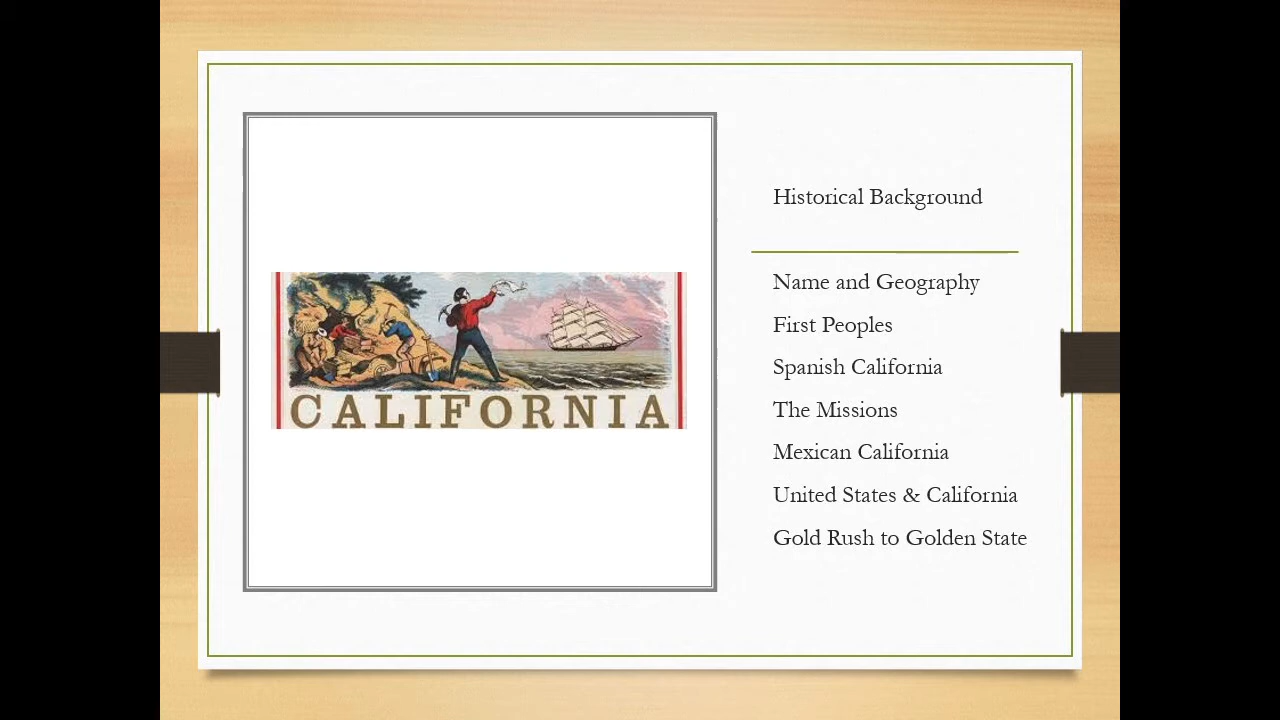 CALIFORNIA
Historical Background
Name and Geography
First Peoples
Spanish California
The Missions
Mexican California
United States & California
Gold Rush to Golden State